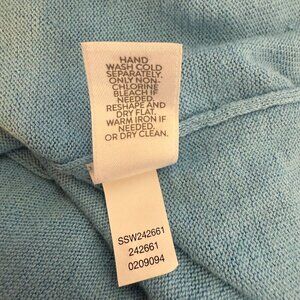 HAND
WASH COLD
SEPARATELY.
ONLY NON-
CHLORINE
BLEACH IF
NEEDED.
RESHAPE AND
DRY FLAT.
WARM IRON IF
NEEDED.
OR DRY CLEAN.
SSW242661
242661
0209094